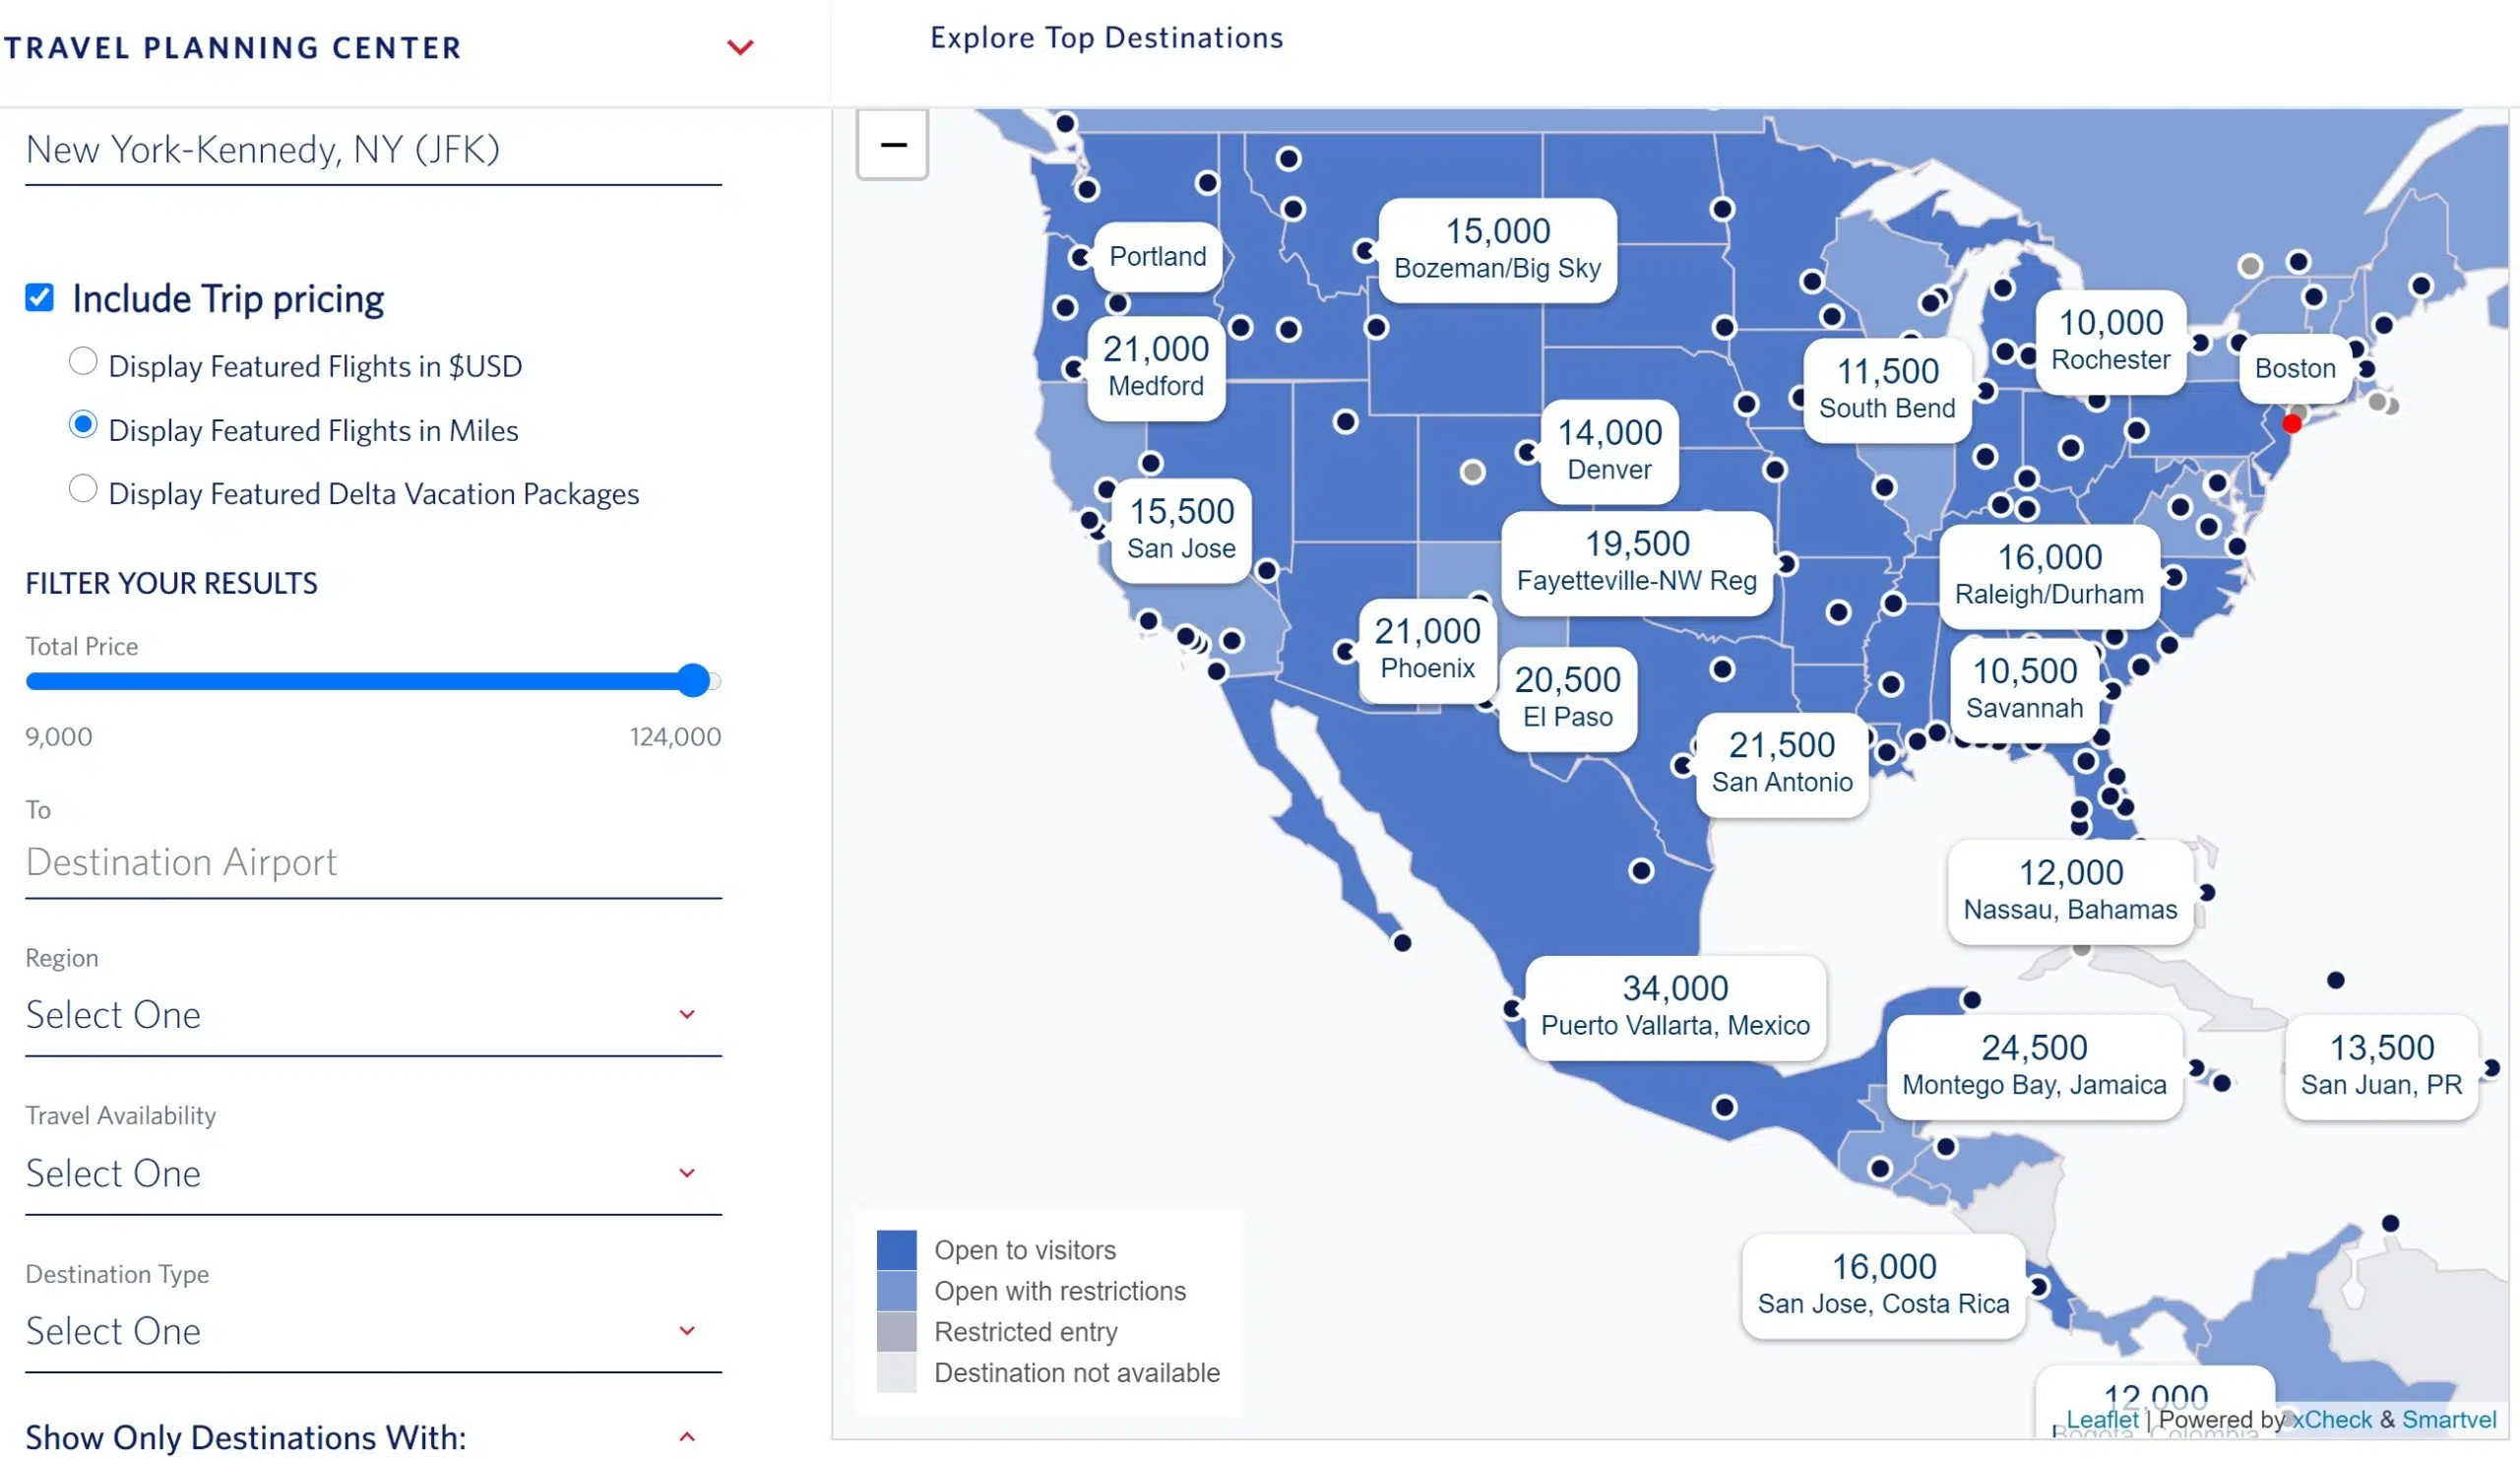 TRAVEL PLANNING CENTER
Explore Top Destinations
New York-Kennedy, NY (JFK)
Include Trip pricing
Display Featured Flights in $USD
Display Featured Flights in Miles
Display Featured Delta Vacation Packages
FILTER YOUR RESULTS
Total Price
9,000
124,000
To
Destination Airport
Region
Select One
Travel Availability
Select One
Destination Type
Select One
Show Only Destinations With:
−
Portland
15,000
Bozeman/Big Sky
21,000
Medford
10,000
Rochester
Boston
11,500
South Bend
14,000
Denver
15,500
San Jose
19,500
Fayetteville-NW Reg
16,000
Raleigh/Durham
21,000
Phoenix
20,500
El Paso
10,500
Savannah
21,500
San Antonio
12,000
Nassau, Bahamas
34,000
Puerto Vallarta, Mexico
24,500
Montego Bay, Jamaica
13,500
San Juan, PR
16,000
San Jose, Costa Rica
12,000
Bogota, Colombia
Open to visitors
Open with restrictions
Restricted entry
Destination not available
Leaflet | Powered by xCheck & Smartvel